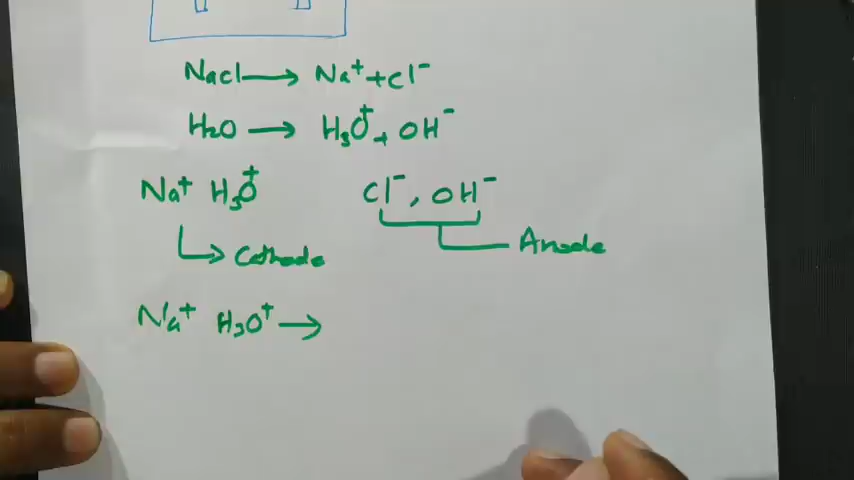 Nacl → Na⁺ + Cl⁻
H₂O → H₃O⁺ + OH⁻
Na⁺ H₃O⁺ Cl⁻, OH⁻
Cathode Anode
Na⁺ H₃O⁺ →